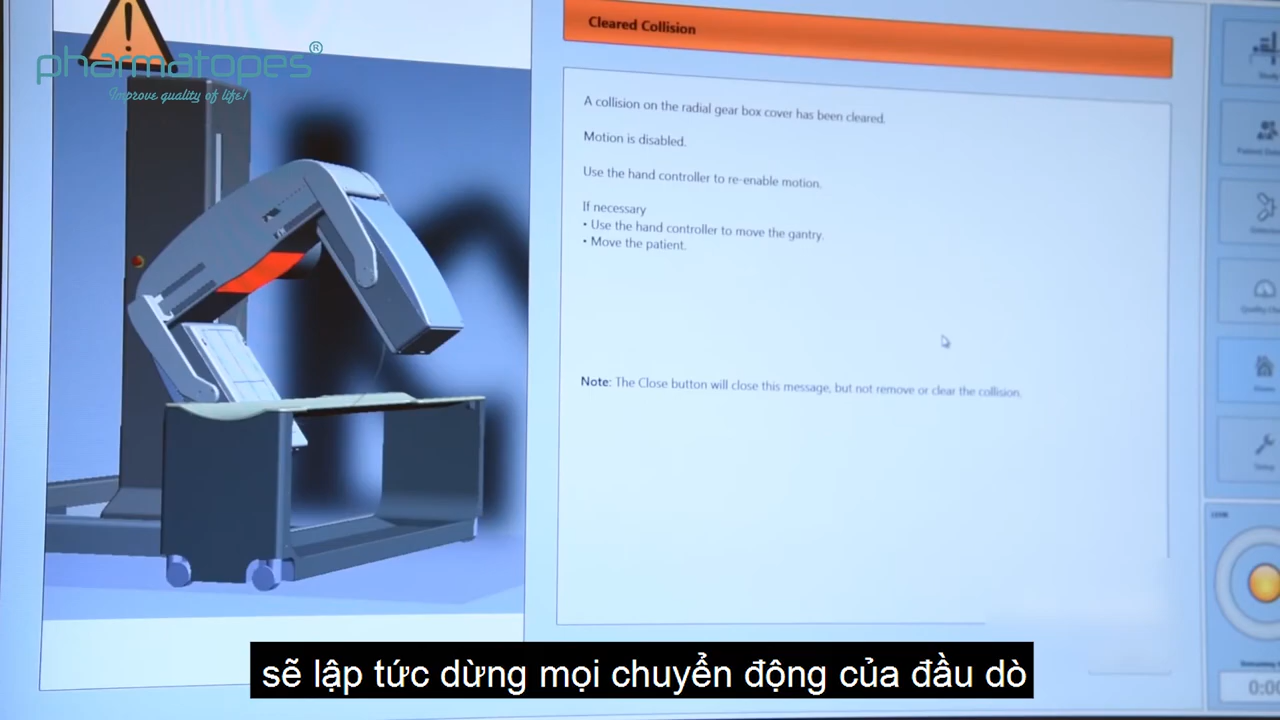 pharmatopes®
Improve quality of life!
Cleared Collision
A collision on the radial gear box cover has been cleared.
Motion is disabled.
Use the hand controller to re-enable motion.
If necessary
• Use the hand controller to move the gantry.
• Move the patient.
Note: The Close button will close this message, but not remove or clear the collision.
sẽ lập tức dừng mọi chuyển động của đầu dò